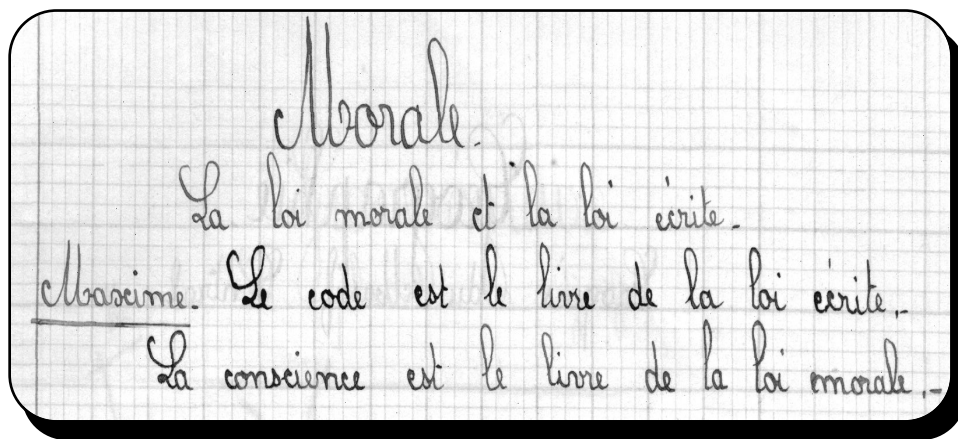 Morale.
La loi morale et la loi écrite.
Maxime. Le code est le livre de la loi écrite.
La conscience est le livre de la loi morale.